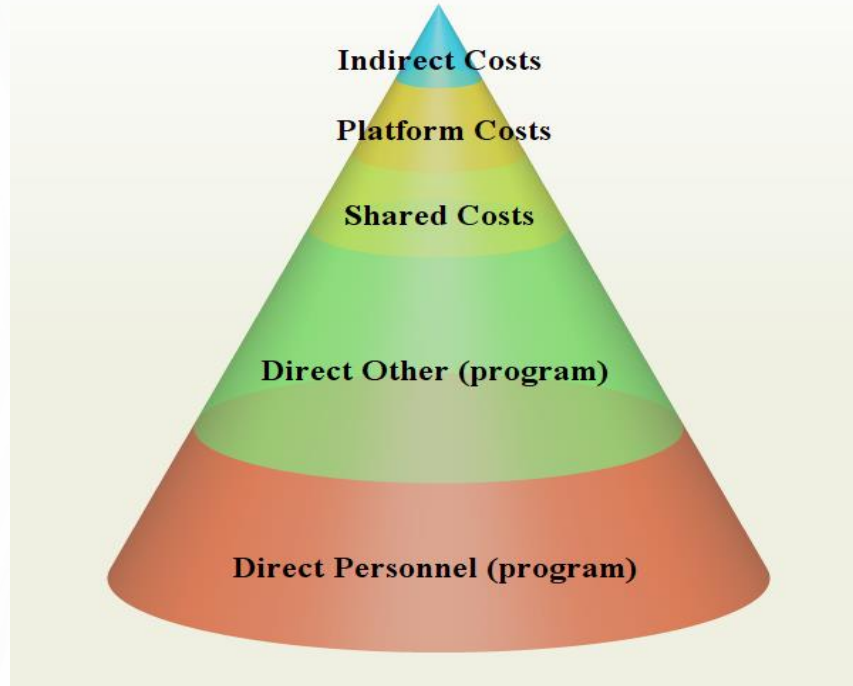 Indirect Costs
Platform Costs
Shared Costs
Direct Other (program)
Direct Personnel (program)